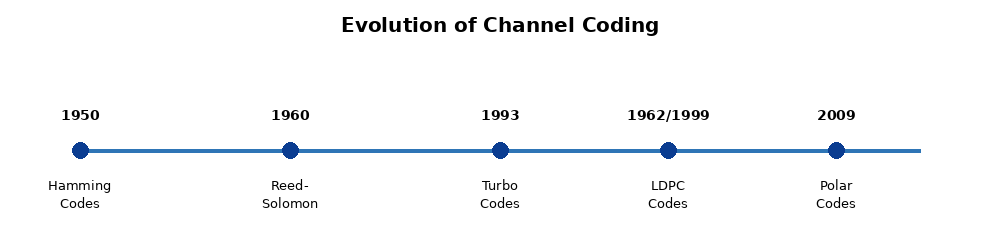 Evolution of Channel Coding
1950
1960
1993
1962/1999
2009
Hamming
Codes
Reed-
Solomon
Turbo
Codes
LDPC
Codes
Polar
Codes